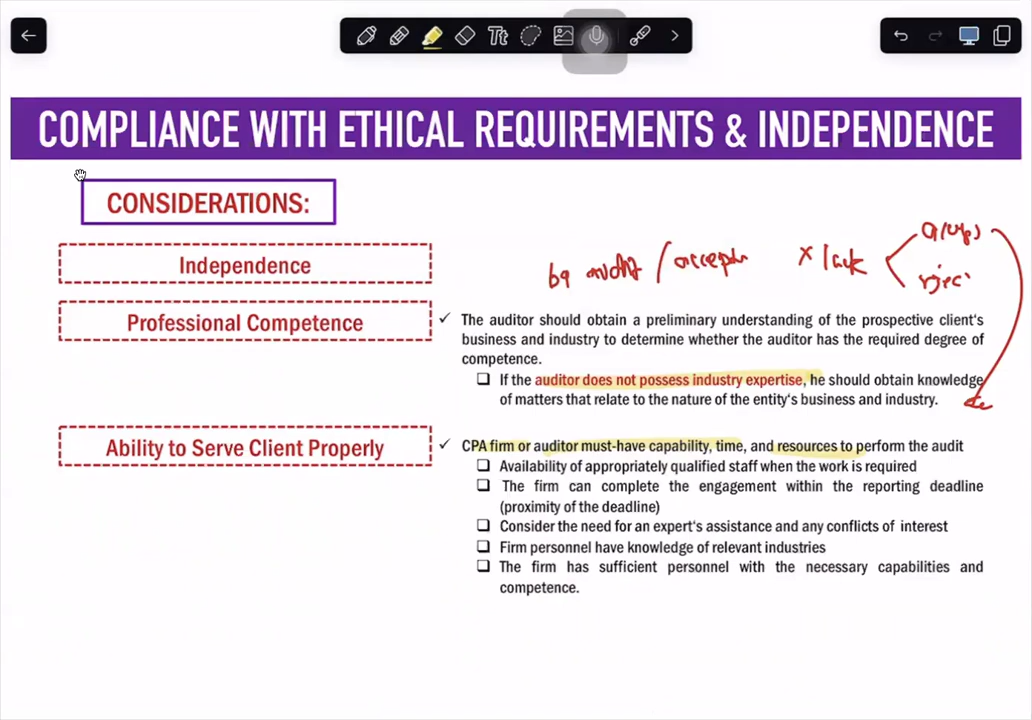 Tt
COMPLIANCE WITH ETHICAL REQUIREMENTS & INDEPENDENCE
CONSIDERATIONS:
Independence
audit / accept
x lack
Professional Competence
✓ The auditor should obtain a preliminary understanding of the prospective client's
business and industry to determine whether the auditor has the required degree of
competence.
❑ If the auditor does not possess industry expertise, he should obtain knowledge
of matters that relate to the nature of the entity's business and industry.
Ability to Serve Client Properly
✓ CPA firm or auditor must-have capability, time, and resources to perform the audit
❑ Availability of appropriately qualified staff when the work is required
❑ The firm can complete the engagement within the reporting deadline
(proximity of the deadline)
❑ Consider the need for an expert's assistance and any conflicts of interest
❑ Firm personnel have knowledge of relevant industries
❑ The firm has sufficient personnel with the necessary capabilities and
competence.